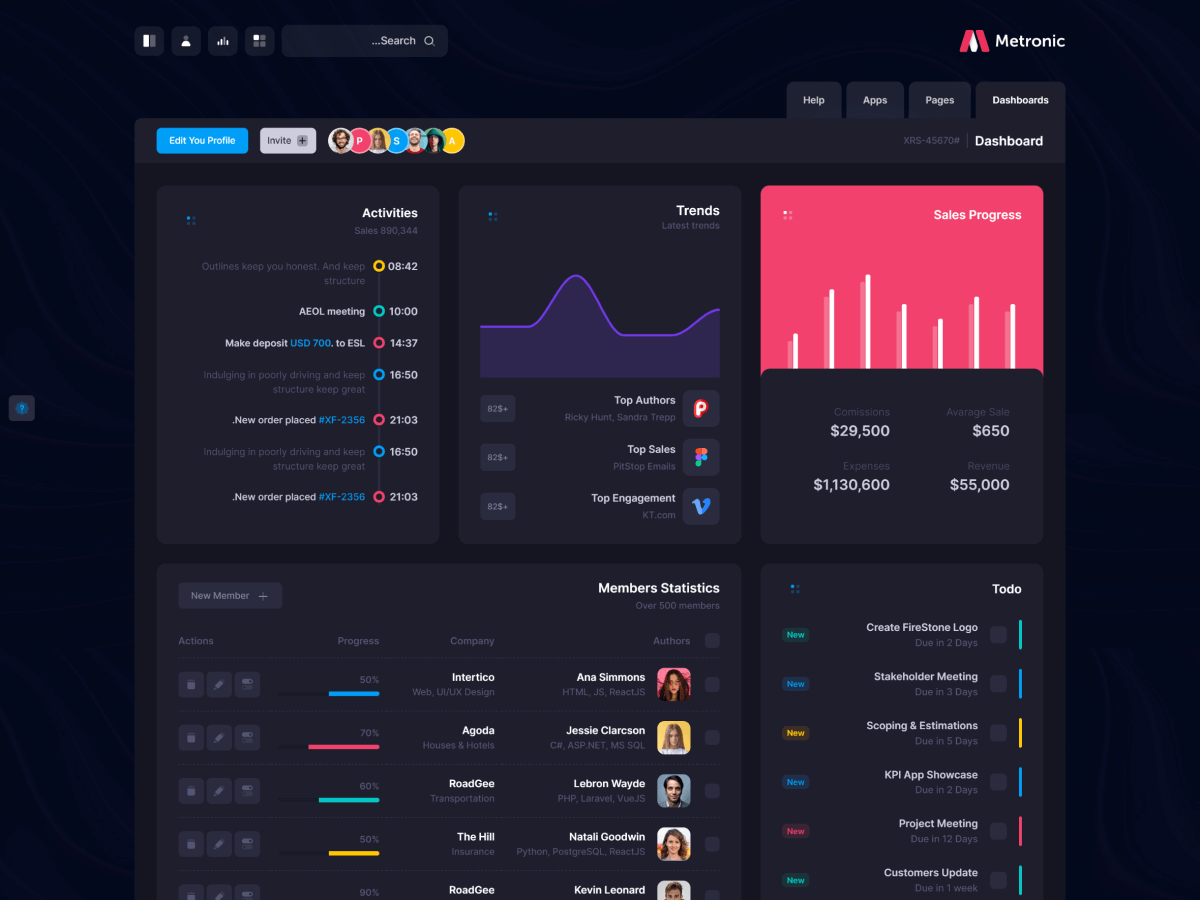 ...Search
Metronic
Help
Apps
Pages
Dashboards
Edit You Profile
Invite
P
S
A
XRS-45670#
Dashboard
Activities
Sales 890,344
Outlines keep you honest. And keep
structure
08:42
AEOL meeting
10:00
Make deposit USD 700. to ESL
14:37
Indulging in poorly driving and keep
structure keep great
16:50
.New order placed #XF-2356
21:03
Indulging in poorly driving and keep
structure keep great
16:50
.New order placed #XF-2356
21:03
Trends
Latest trends
82$+
Top Authors
Ricky Hunt, Sandra Trepp
82$+
Top Sales
PitStop Emails
82$+
Top Engagement
KT.com
Sales Progress
Comissions
$29,500
Avarage Sale
$650
Expenses
$1,130,600
Revenue
$55,000
New Member
Members Statistics
Over 500 members
Actions
Progress
Company
Authors
50%
Intertico
Web, UI/UX Design
Ana Simmons
HTML, JS, ReactJS
70%
Agoda
Houses & Hotels
Jessie Clarcson
C#, ASP.NET, MS SQL
60%
RoadGee
Transportation
Lebron Wayde
PHP, Laravel, VueJS
50%
The Hill
Insurance
Natali Goodwin
Python, PostgreSQL, ReactJS
90%
RoadGee
Kevin Leonard
Todo
New
Create FireStone Logo
Due in 2 Days
New
Stakeholder Meeting
Due in 3 Days
New
Scoping & Estimations
Due in 5 Days
New
KPI App Showcase
Due in 2 Days
New
Project Meeting
Due in 12 Days
New
Customers Update
Due in 1 week
?